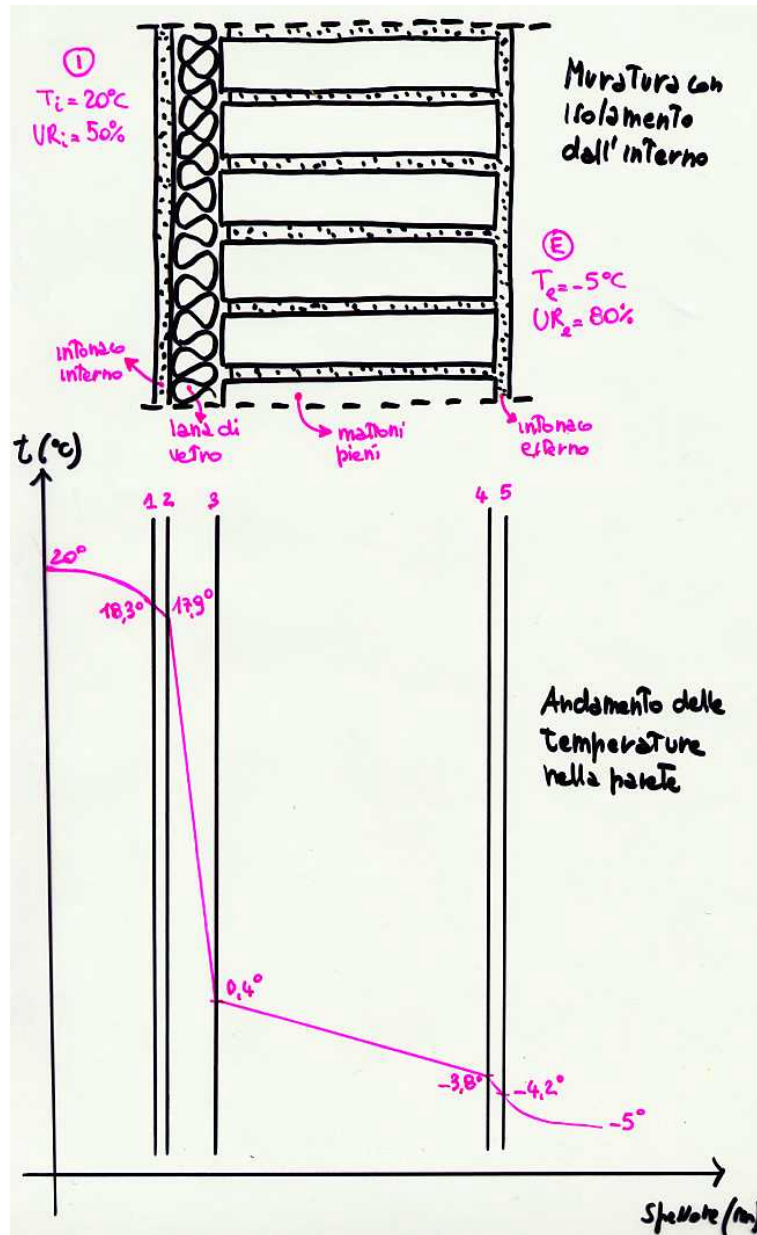 I
Ti = 20°C
URi = 50%
Muratura con
isolamento
dall'interno
E
Te = -5°C
URe = 80%
intonaco
interno
lana di
vetro
mattoni
pieni
intonaco
esterno
t (°C)
1 2 3 4 5
20°
18,3° 17,9°
Andamento delle
temperature
nella parete
0,4°
-3,8° -4,2°
-5°
Spessore (m)